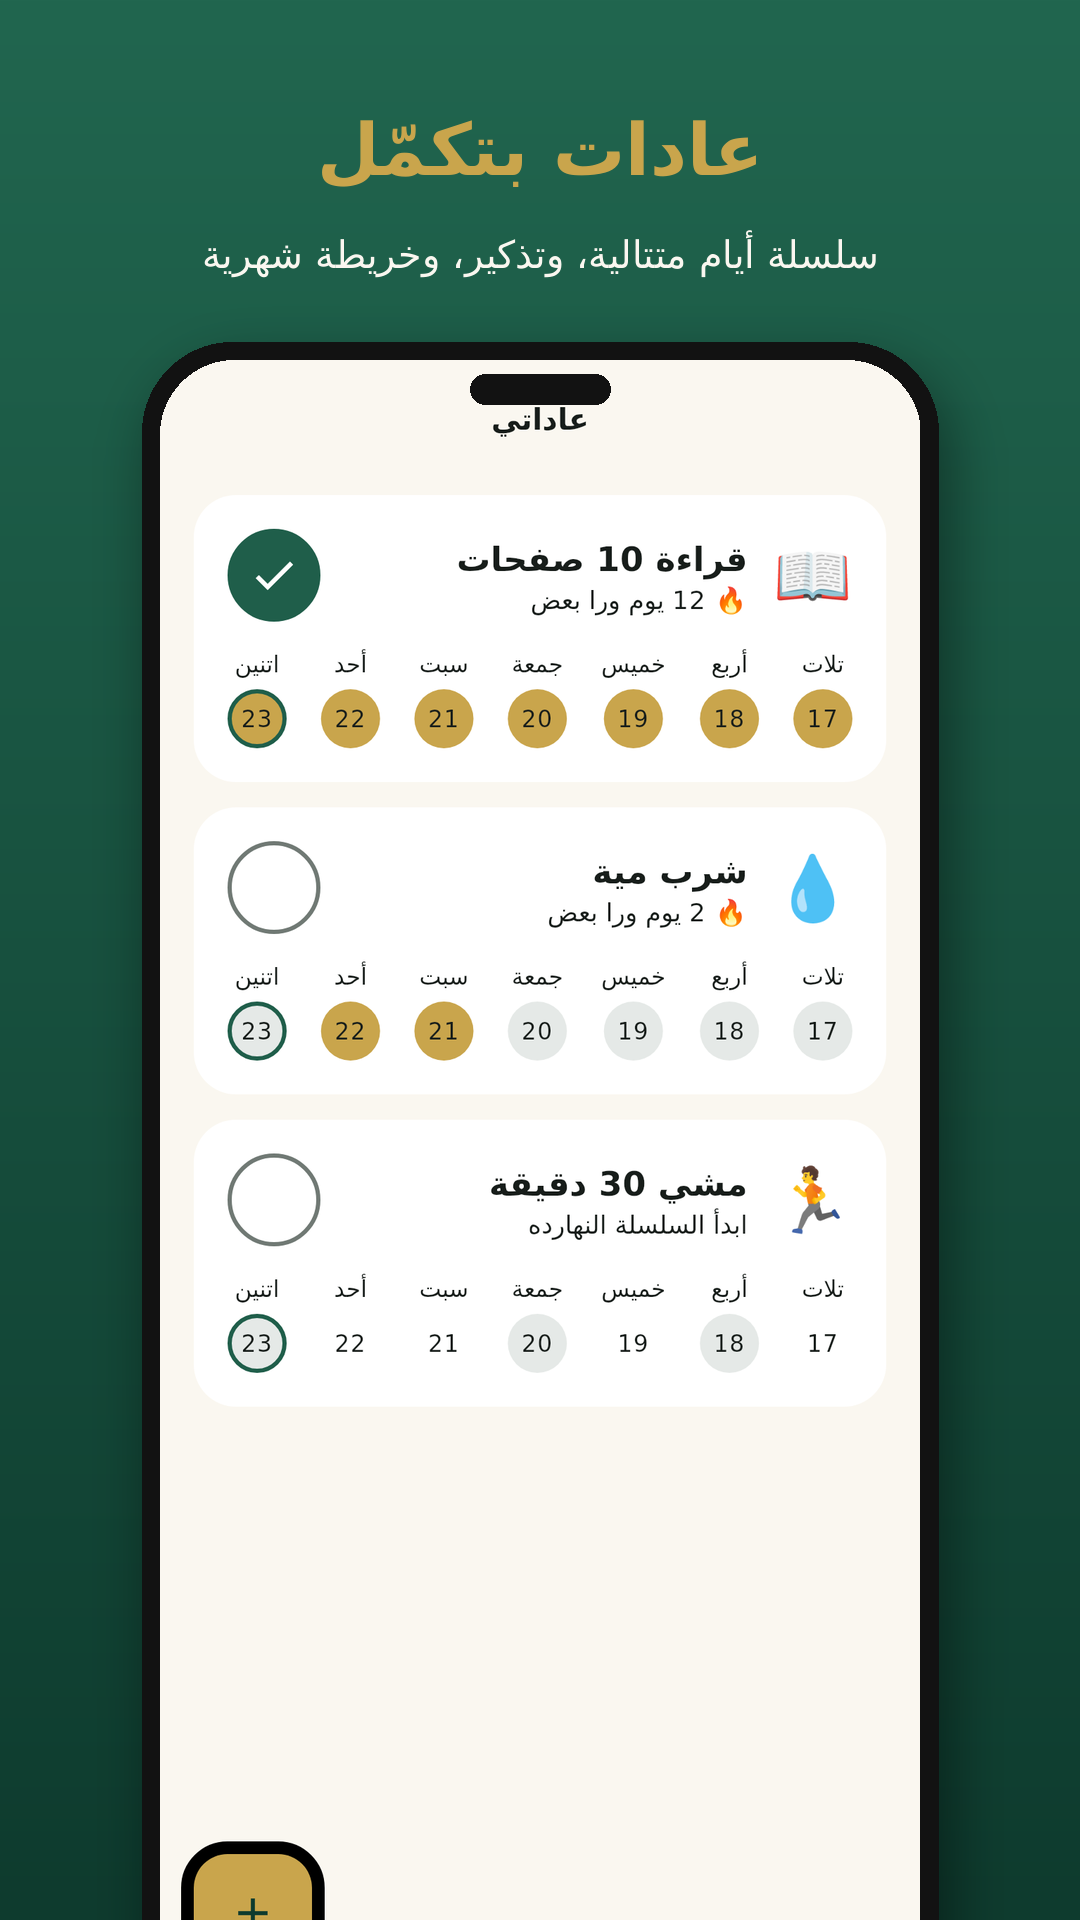 عادات بتكمّل
سلسلة أيام متتالية، وتذكير، وخريطة شهرية
عاداتي
قراءة 10 صفحات
🔥 12 يوم ورا بعض
تلات أربع خميس جمعة سبت أحد اتنين
17 18 19 20 21 22 23
شرب مية
🔥 2 يوم ورا بعض
تلات أربع خميس جمعة سبت أحد اتنين
17 18 19 20 21 22 23
مشي 30 دقيقة
ابدأ السلسلة النهارده
تلات أربع خميس جمعة سبت أحد اتنين
17 18 19 20 21 22 23
+